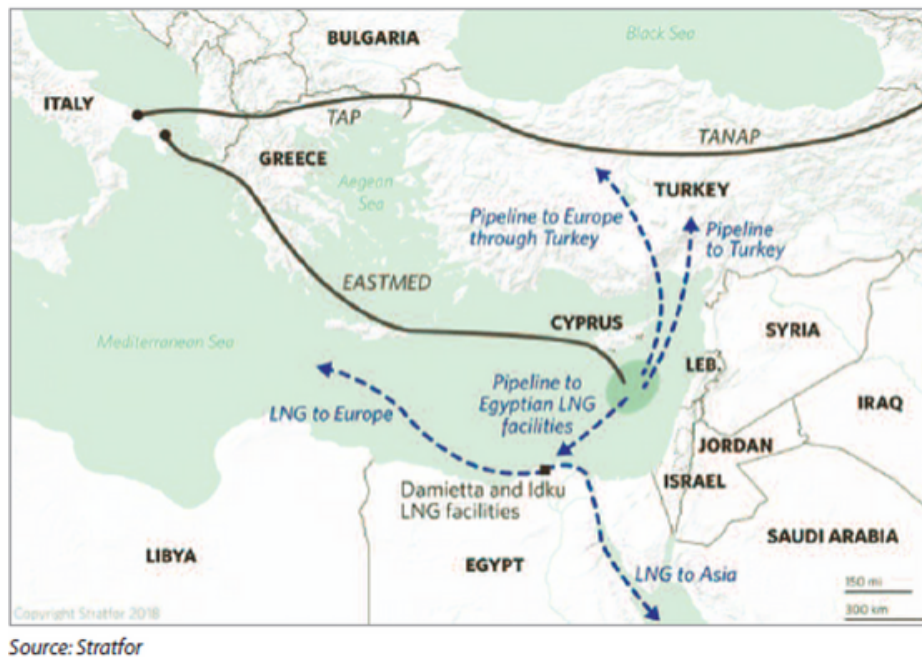 BULGARIA
Black Sea
ITALY
TAP
TANAP
GREECE
Aegean
Sea
TURKEY
Pipeline to Europe
through Turkey
Pipeline
to Turkey
EASTMED
CYPRUS
SYRIA
Mediterranean Sea
LEB.
Pipeline to
Egyptian LNG
facilities
IRAQ
LNG to Europe
JORDAN
ISRAEL
Damietta and Idku
LNG facilities
SAUDI ARABIA
LIBYA
EGYPT
LNG to Asia
150 mi
300 km
Copyright Stratfor 2018
Source: Stratfor